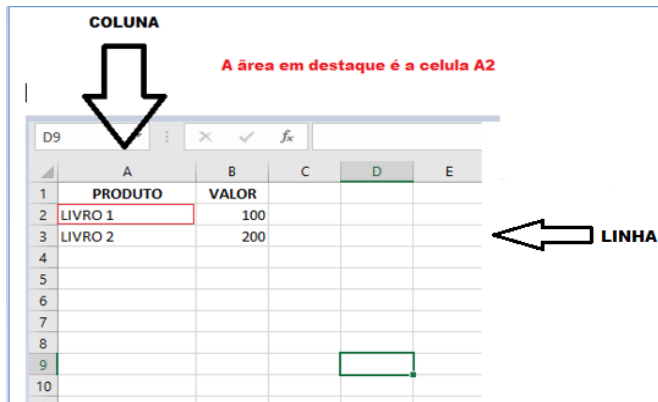 COLUNA
A ãrea em destaque é a celula A2
D9 fx
A B C D E
1 PRODUTO VALOR
2 LIVRO 1 100
3 LIVRO 2 200
LINHA
4
5
6
7
8
9
10